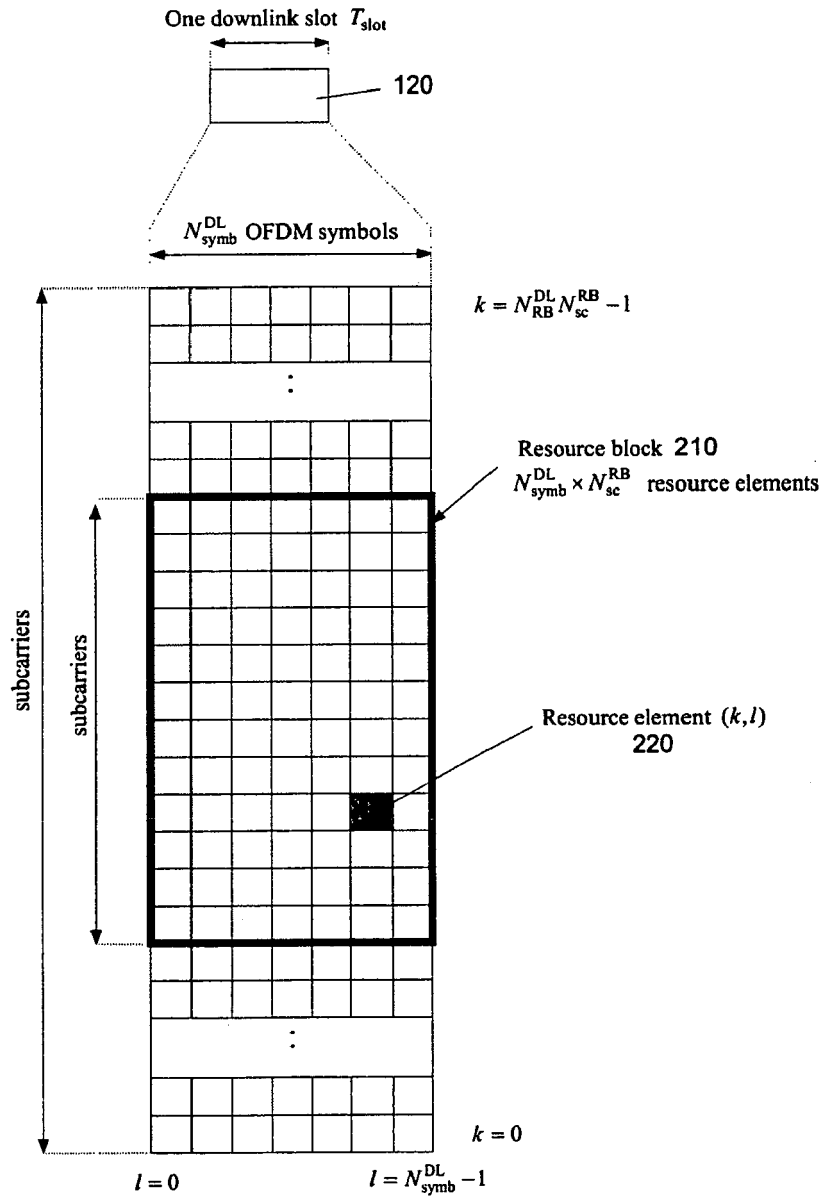 One downlink slot T_slot
120
N_symb^DL OFDM symbols
k = N_RB^DL N_sc^RB − 1
Resource block 210
N_symb^DL × N_sc^RB resource elements
subcarriers
subcarriers
Resource element (k,l)
220
k = 0
l = 0
l = N_symb^DL − 1